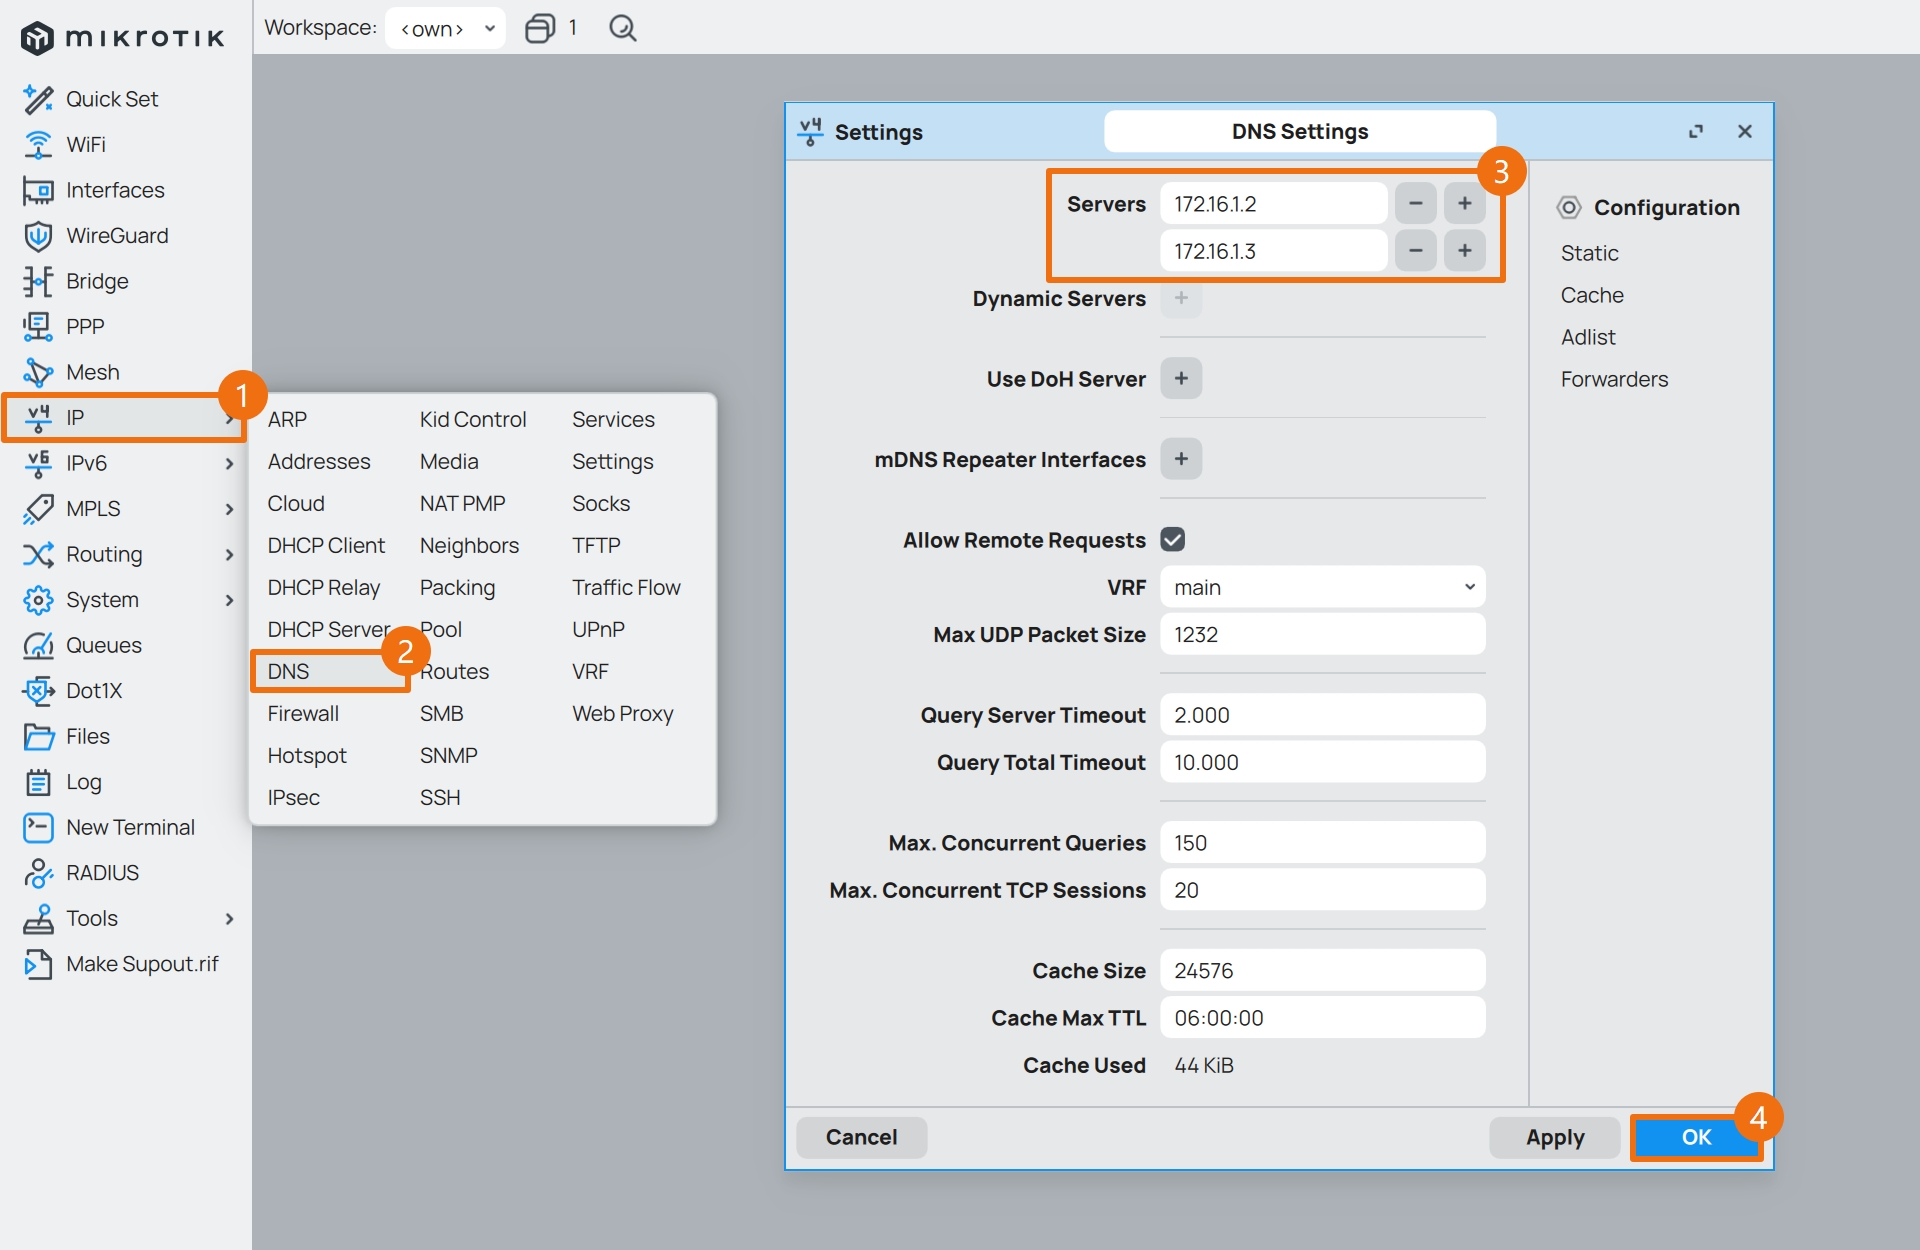 mikrotik
Workspace: <own> 1
Quick Set
WiFi
Interfaces
WireGuard
Bridge
PPP
Mesh
1
IP
IPv6
MPLS
Routing
System
Queues
Dot1X
Files
Log
New Terminal
RADIUS
Tools
Make Supout.rif
ARP
Addresses
Cloud
DHCP Client
DHCP Relay
DHCP Server
2
DNS
Firewall
Hotspot
IPsec
Kid Control
Media
NAT PMP
Neighbors
Packing
Pool
Routes
SMB
SNMP
SSH
Services
Settings
Socks
TFTP
Traffic Flow
UPnP
VRF
Web Proxy
v4 Settings
DNS Settings
3
Servers 172.16.1.2 - +
172.16.1.3 - +
Dynamic Servers +
Use DoH Server +
mDNS Repeater Interfaces +
Allow Remote Requests
VRF main
Max UDP Packet Size 1232
Query Server Timeout 2.000
Query Total Timeout 10.000
Max. Concurrent Queries 150
Max. Concurrent TCP Sessions 20
Cache Size 24576
Cache Max TTL 06:00:00
Cache Used 44 KiB
Configuration
Static
Cache
Adlist
Forwarders
Cancel
Apply
OK
4